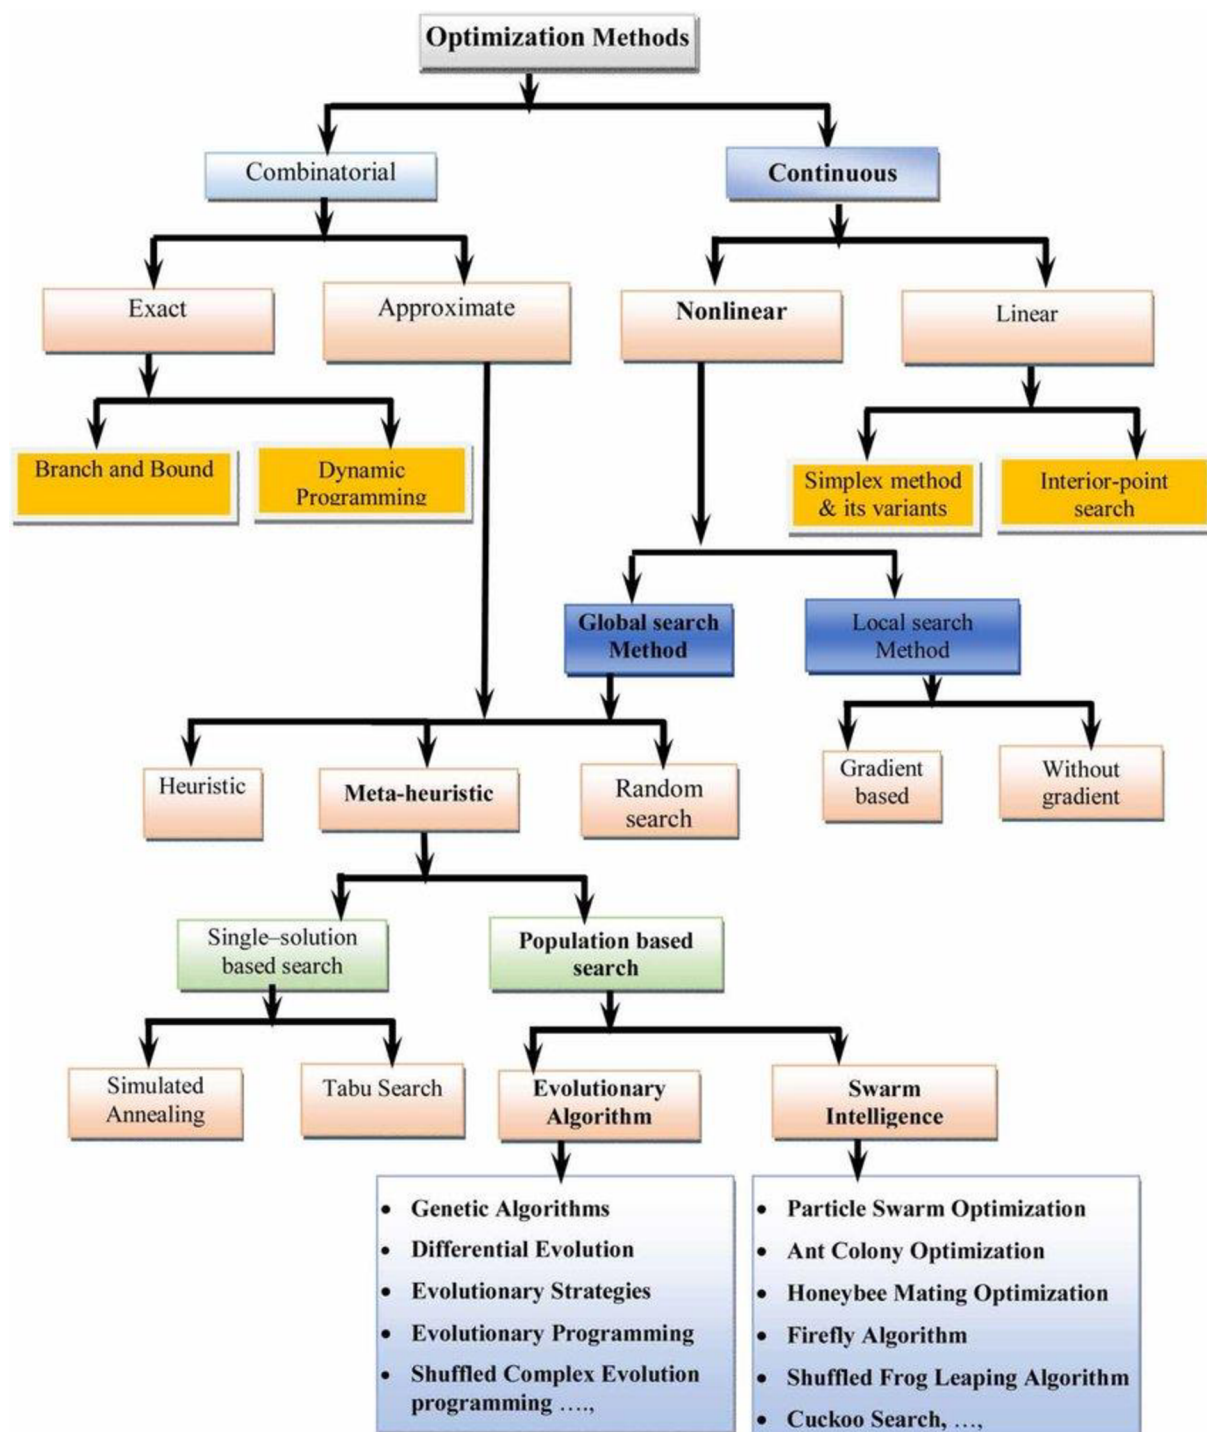 Optimization Methods
Combinatorial
Continuous
Exact
Approximate
Nonlinear
Linear
Branch and Bound
Dynamic
Programming
Simplex method
& its variants
Interior-point
search
Global search
Method
Local search
Method
Heuristic
Meta-heuristic
Random
search
Gradient
based
Without
gradient
Single–solution
based search
Population based
search
Simulated
Annealing
Tabu Search
Evolutionary
Algorithm
Swarm
Intelligence
• Genetic Algorithms
• Differential Evolution
• Evolutionary Strategies
• Evolutionary Programming
• Shuffled Complex Evolution
programming ….,
• Particle Swarm Optimization
• Ant Colony Optimization
• Honeybee Mating Optimization
• Firefly Algorithm
• Shuffled Frog Leaping Algorithm
• Cuckoo Search, …,